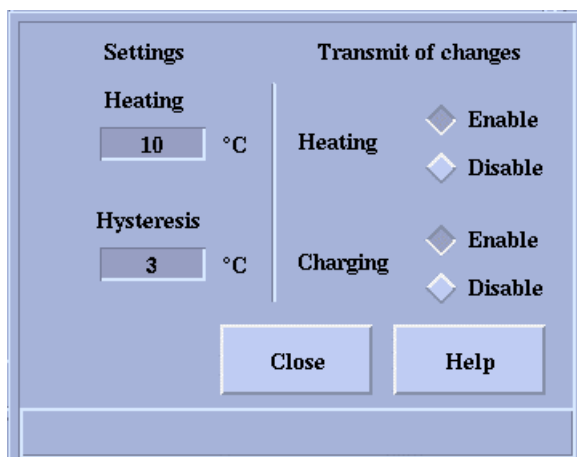 Settings
Transmit of changes
Heating
10 °C
Heating
Enable
Disable
Hysteresis
3 °C
Charging
Enable
Disable
Close
Help